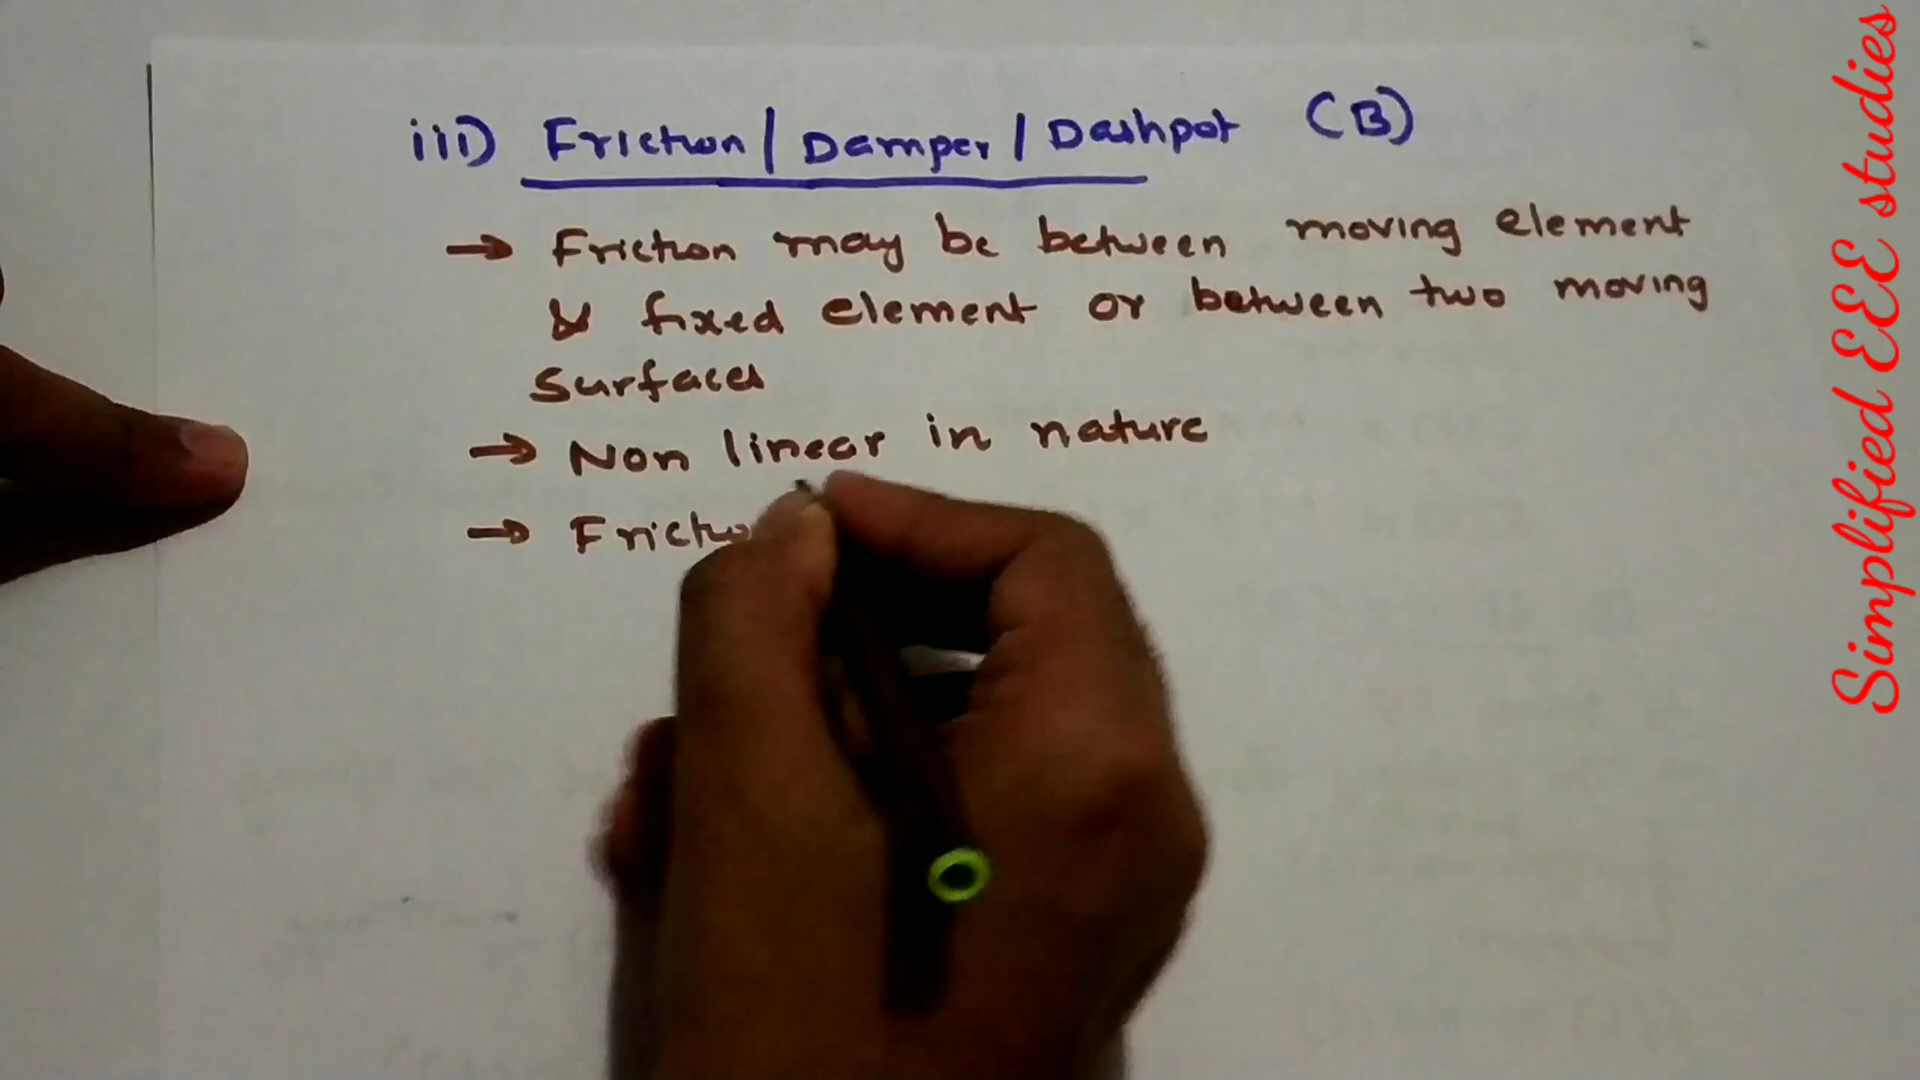 iii) Friction / Damper / Dashpot (B)
→ Friction may be between moving element
& fixed element or between two moving
surfaces
→ Non linear in nature
→ Frictio
Simplified EEE studies